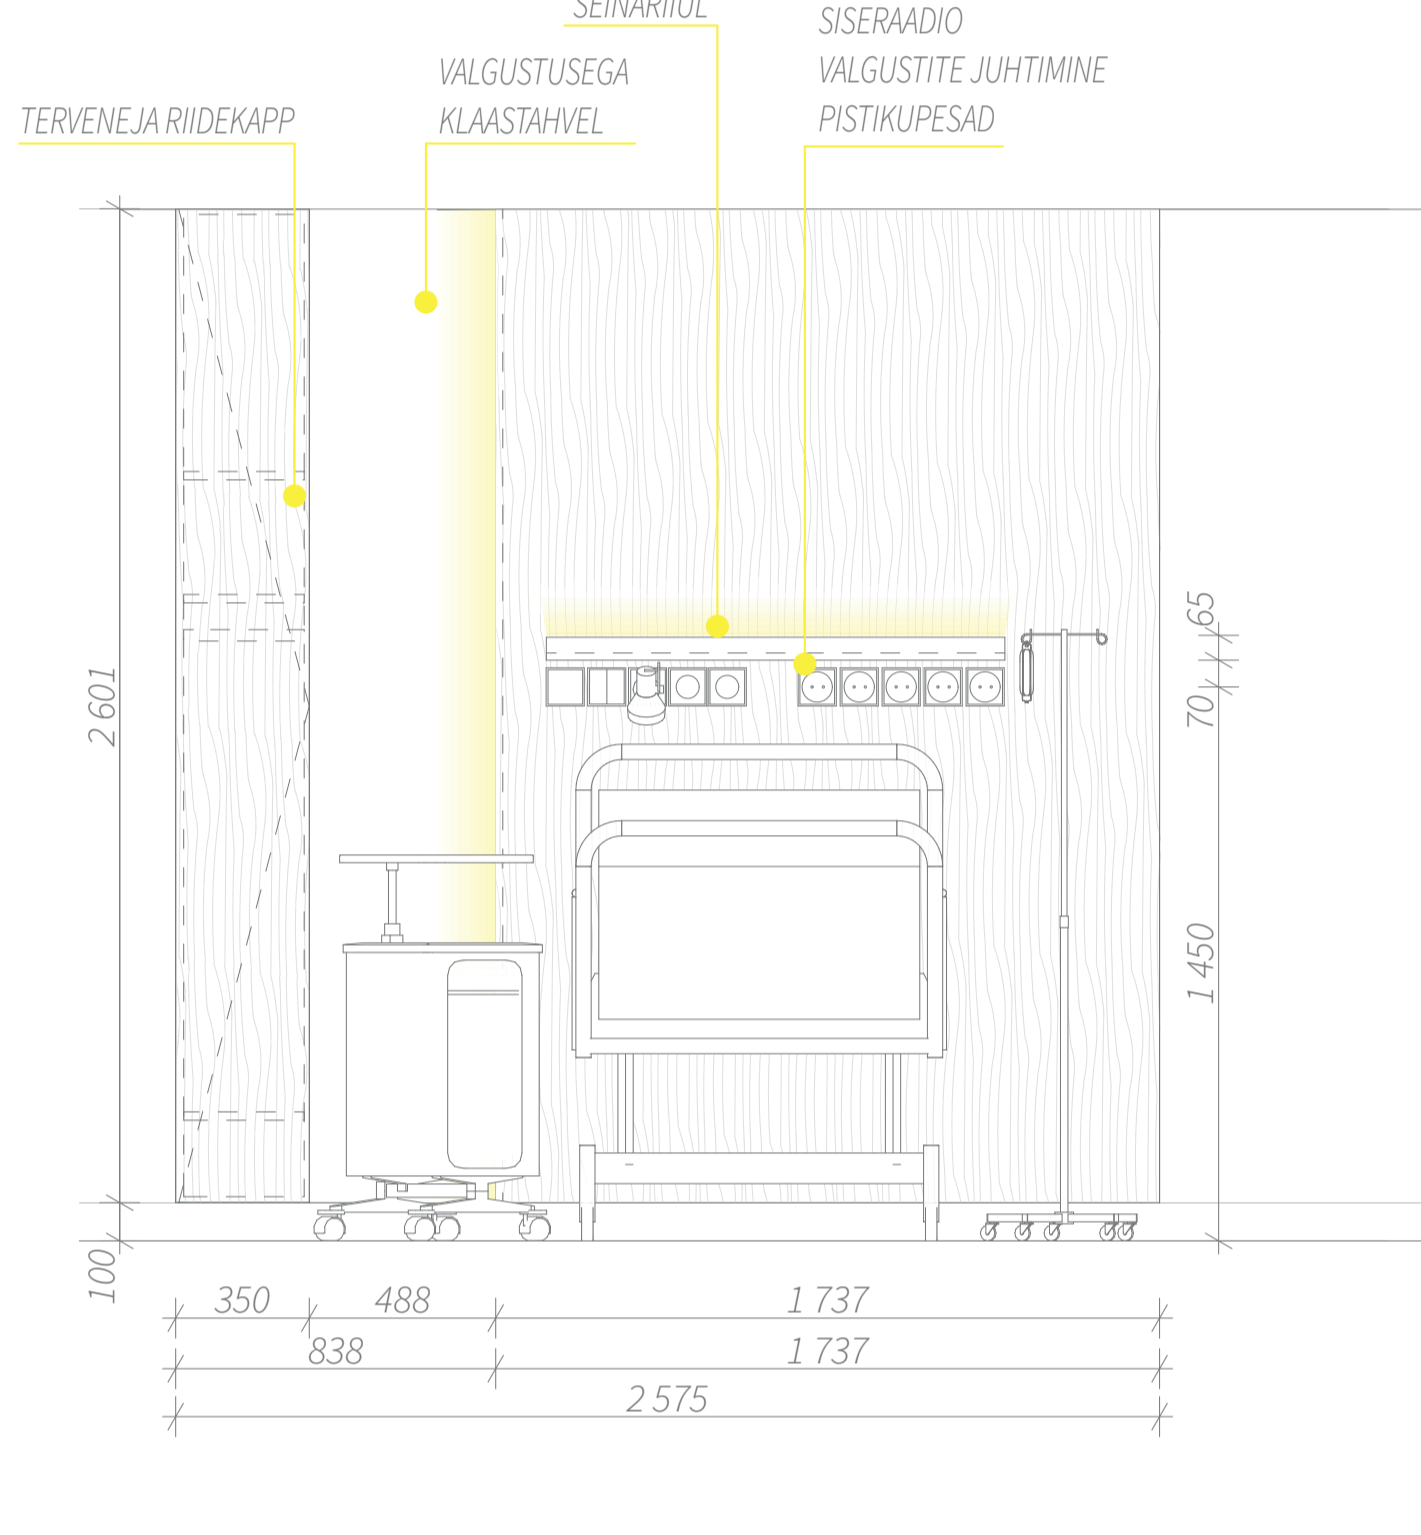 SEINARIIUL
SISERAADIO
VALGUSTITE JUHTIMINE
PISTIKUPESAD
VALGUSTUSEGA
KLAASTAHVEL
TERVENEJA RIIDEKAPP
2 601
100
65
70
1 450
350
488
1 737
838
1 737
2 575